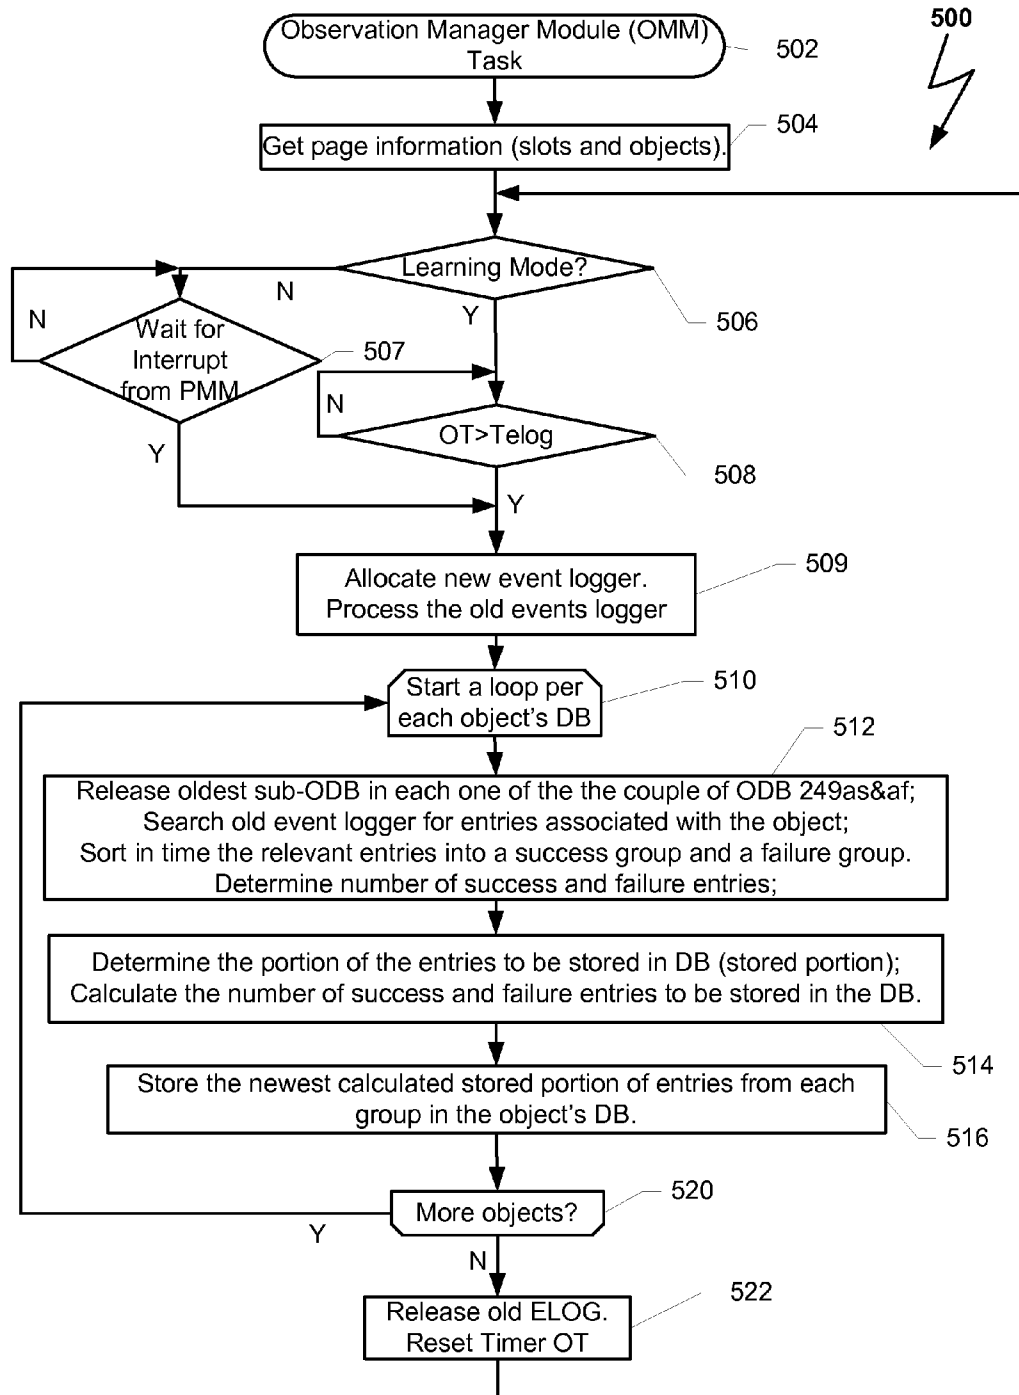 500
Observation Manager Module (OMM)
Task
502
504
Get page information (slots and objects).
Learning Mode?
N
Y
506
N
Wait for
Interrupt
from PMM
507
N
OT>Telog
Y
508
Y
509
Allocate new event logger.
Process the old events logger
Start a loop per
each object's DB
510
512
Release oldest sub-ODB in each one of the the couple of ODB 249as&af;
Search old event logger for entries associated with the object;
Sort in time the relevant entries into a success group and a failure group.
Determine number of success and failure entries;
Determine the portion of the entries to be stored in DB (stored portion);
Calculate the number of success and failure entries to be stored in the DB.
514
Store the newest calculated stored portion of entries from each
group in the object's DB.
516
520
More objects?
Y
N
522
Release old ELOG.
Reset Timer OT